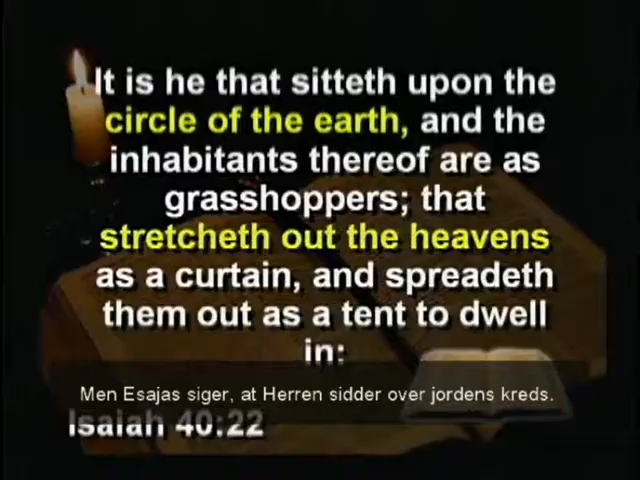 It is he that sitteth upon the
circle of the earth, and the
inhabitants thereof are as
grasshoppers; that
stretcheth out the heavens
as a curtain, and spreadeth
them out as a tent to dwell
in:
Men Esajas siger, at Herren sidder over jordens kreds.
Isaiah 40:22